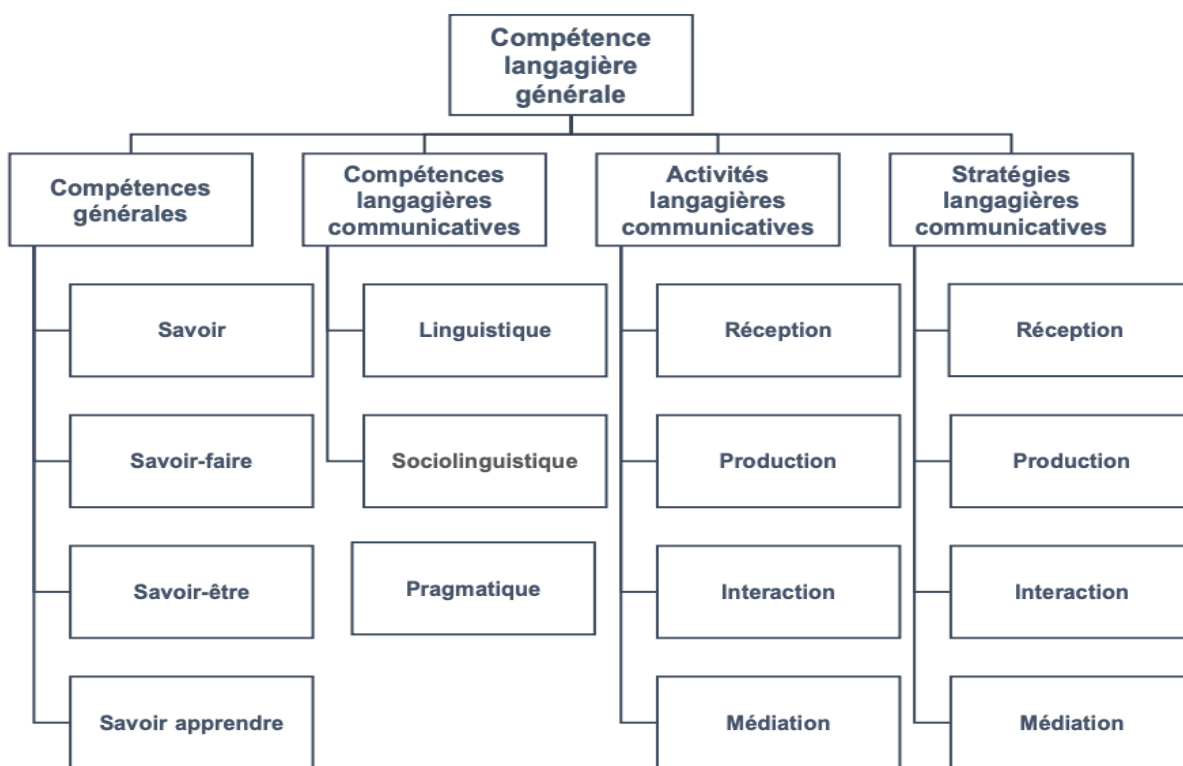 Compétence
langagière
générale
Compétences
générales
Compétences
langagières
communicatives
Activités
langagières
communicatives
Stratégies
langagières
communicatives
Savoir
Linguistique
Réception
Réception
Savoir-faire
Sociolinguistique
Production
Production
Savoir-être
Pragmatique
Interaction
Interaction
Savoir apprendre
Médiation
Médiation